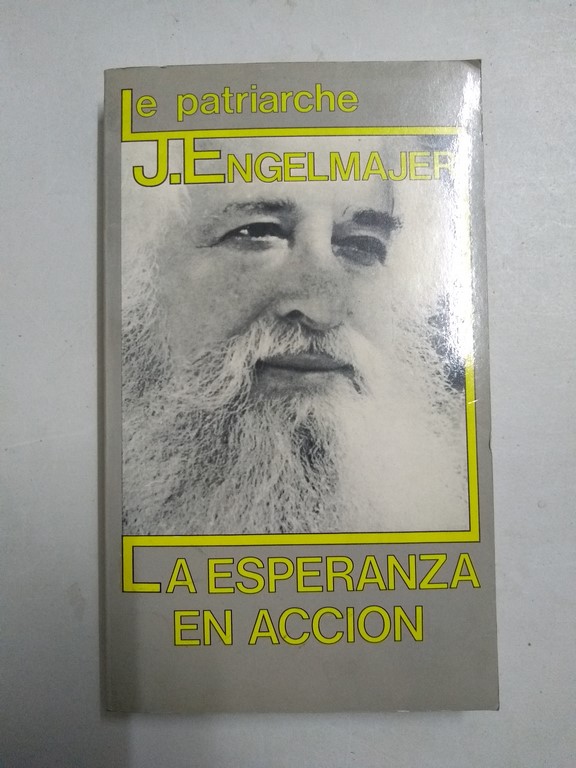 Le patriarche
J. ENGELMAJER
LA ESPERANZA
EN ACCION